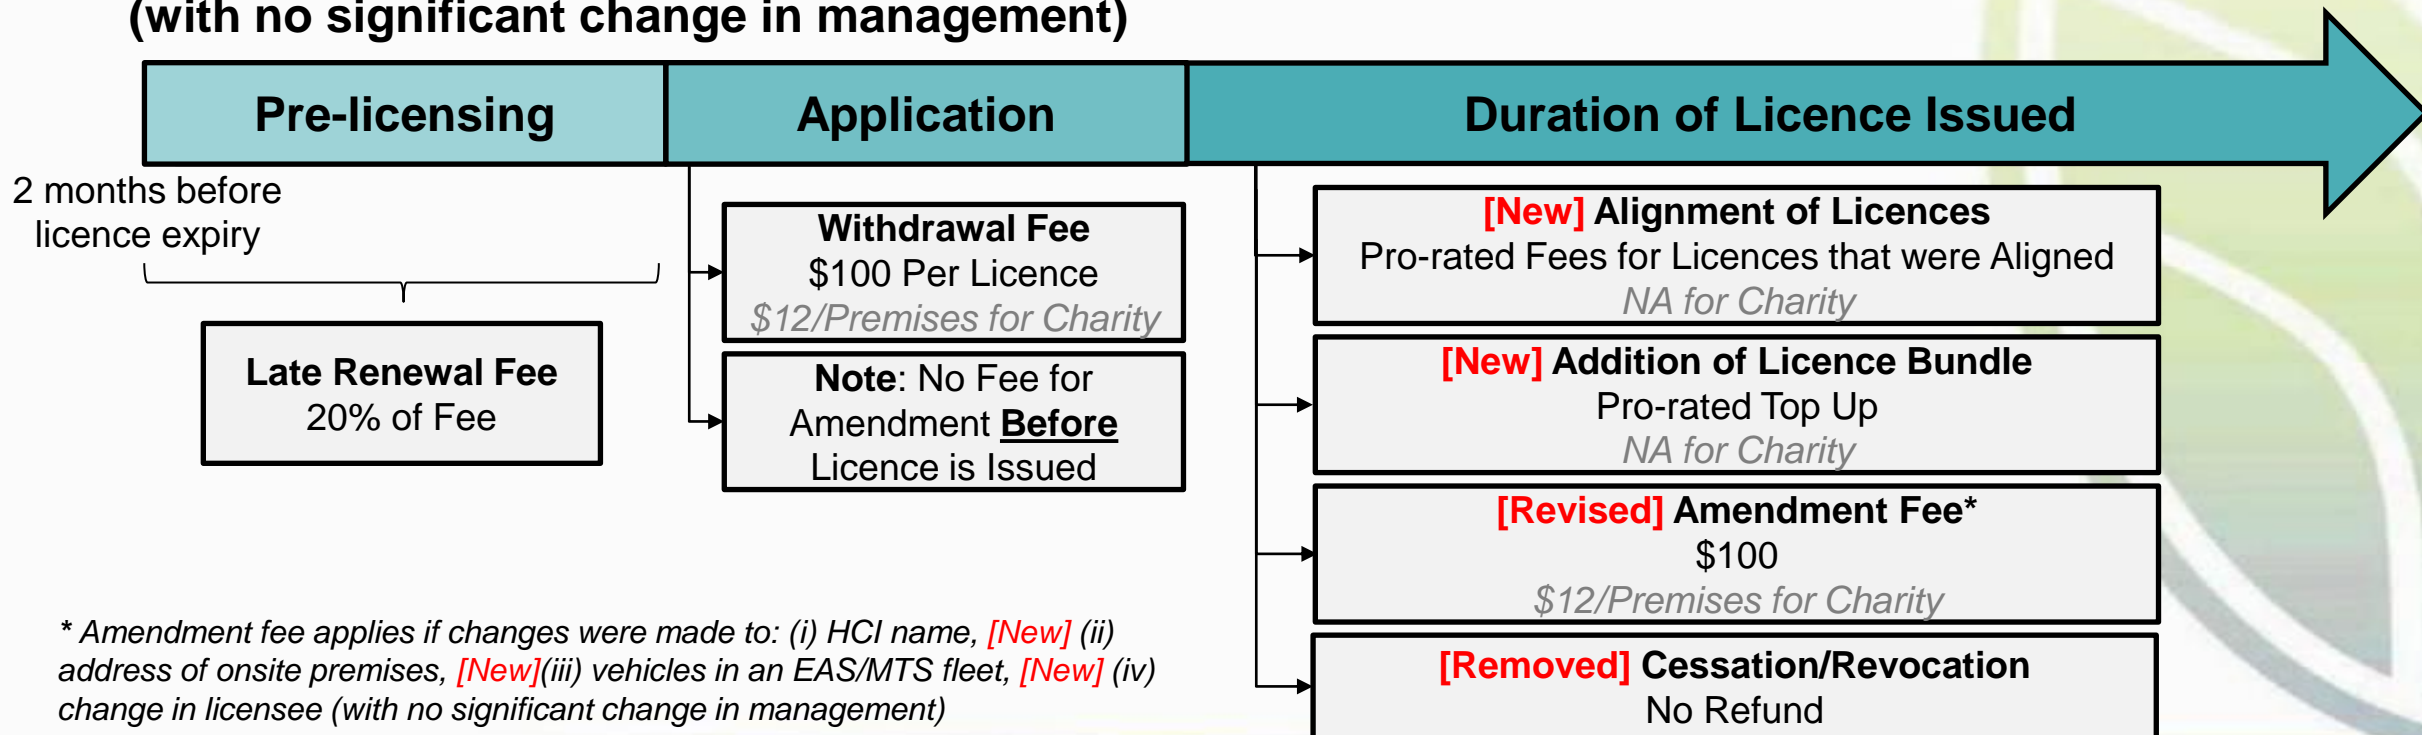 (with no significant change in management)
Pre-licensing
Application
Duration of Licence Issued
2 months before
licence expiry
Late Renewal Fee
20% of Fee
Withdrawal Fee
$100 Per Licence
$12/Premises for Charity
Note: No Fee for
Amendment Before
Licence is Issued
[New] Alignment of Licences
Pro-rated Fees for Licences that were Aligned
NA for Charity
[New] Addition of Licence Bundle
Pro-rated Top Up
NA for Charity
[Revised] Amendment Fee*
$100
$12/Premises for Charity
[Removed] Cessation/Revocation
No Refund
* Amendment fee applies if changes were made to: (i) HCI name, [New] (ii)
address of onsite premises, [New](iii) vehicles in an EAS/MTS fleet, [New] (iv)
change in licensee (with no significant change in management)